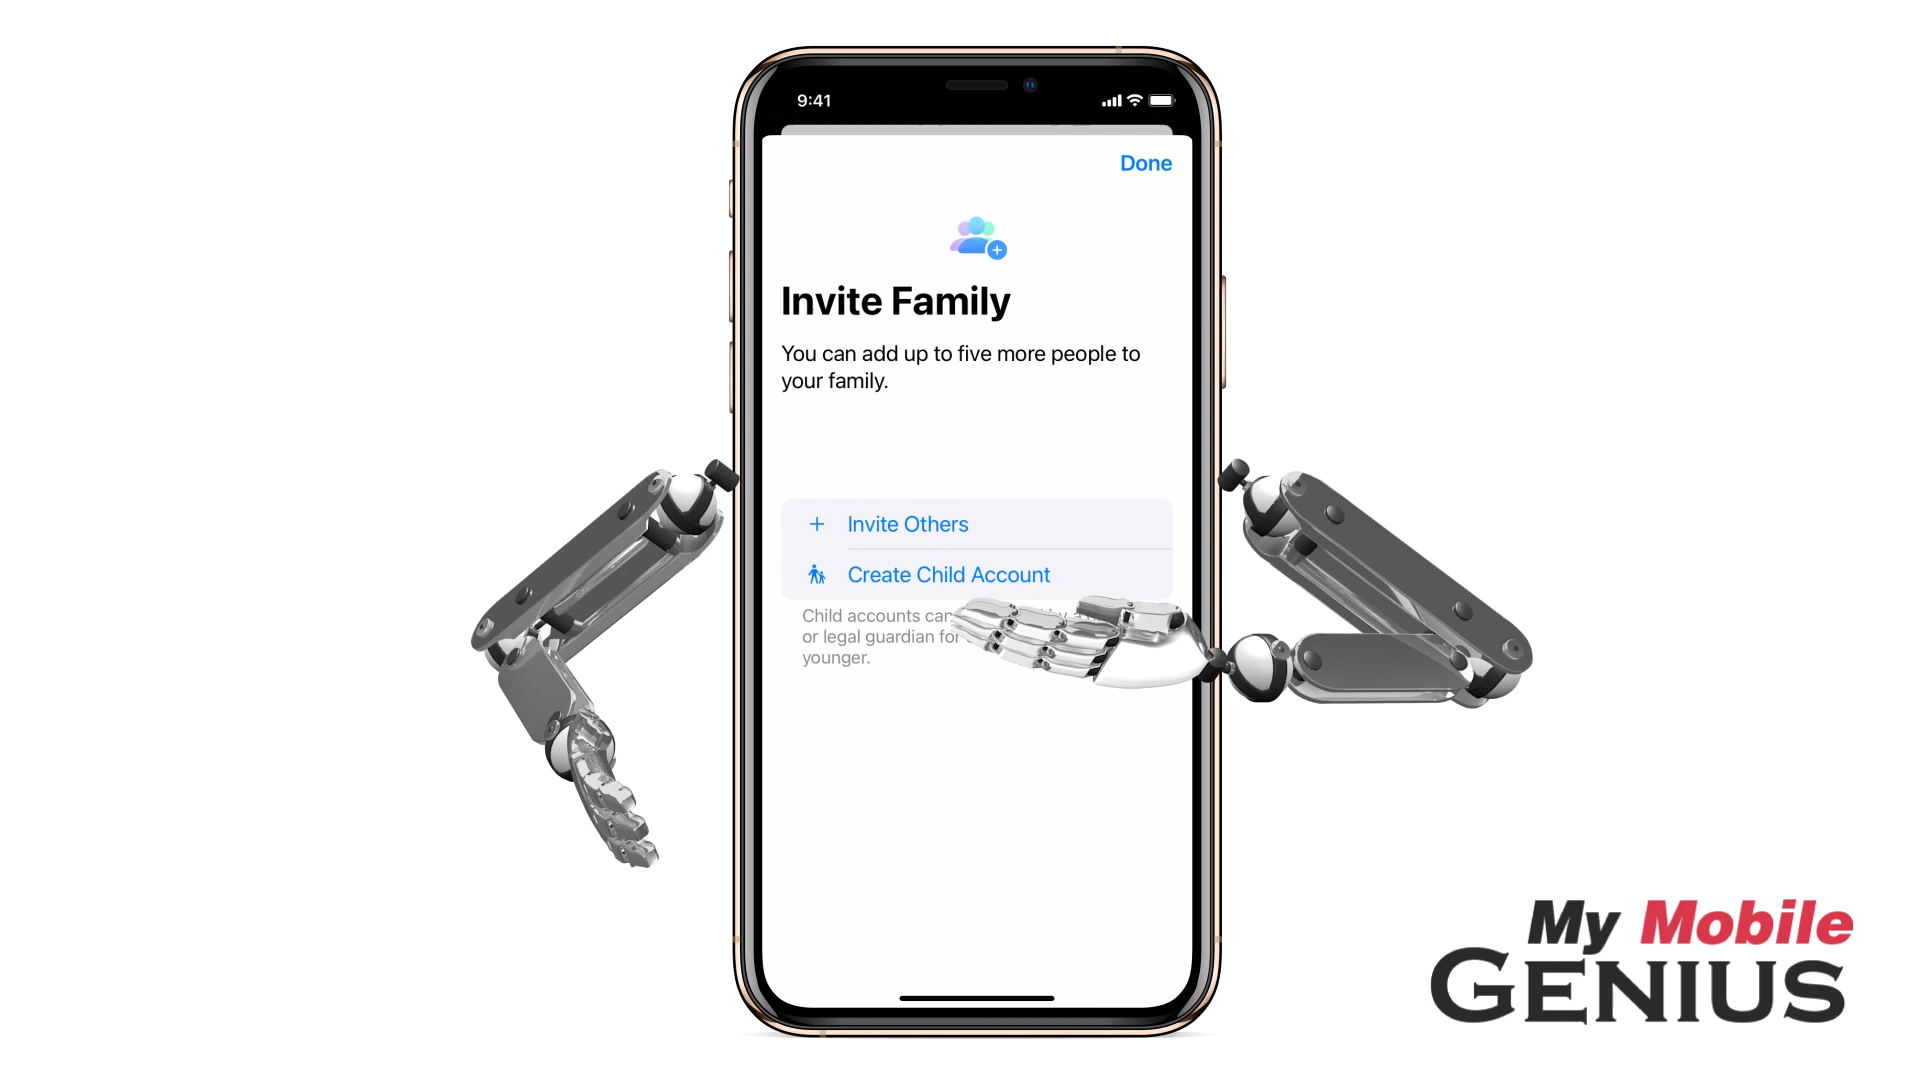 9:41
Done
Invite Family
You can add up to five more people to
your family.
Invite Others
Create Child Account
Child accounts can
or legal guardian for
younger.
My Mobile
GENIUS